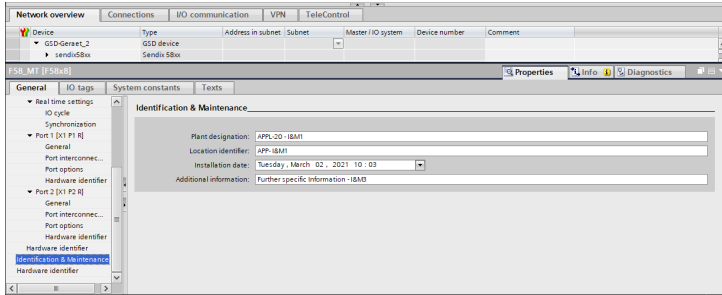 Network overview Connections I/O communication VPN TeleControl
Device Type Address in subnet Subnet Master / IO system Device number Comment
GSD-Geraet_2 GSD device
sendix58xx Sendix 58xx
F58_MT [F58x8] Properties Info Diagnostics
General IO tags System constants Texts
Real time settings
IO cycle
Synchronization
Port 1 [X1 P1 R]
General
Port interconnec...
Port options
Hardware identifier
Port 2 [X1 P2 R]
General
Port interconnec...
Port options
Hardware identifier
Hardware identifier
Identification & Maintenance
Hardware identifier
Identification & Maintenance
Plant designation: APPL-20 - I&M1
Location identifier: APP- I&M1
Installation date: Tuesday , March 02 , 2021 10 : 03
Additional information: Further specific Information - I&M3